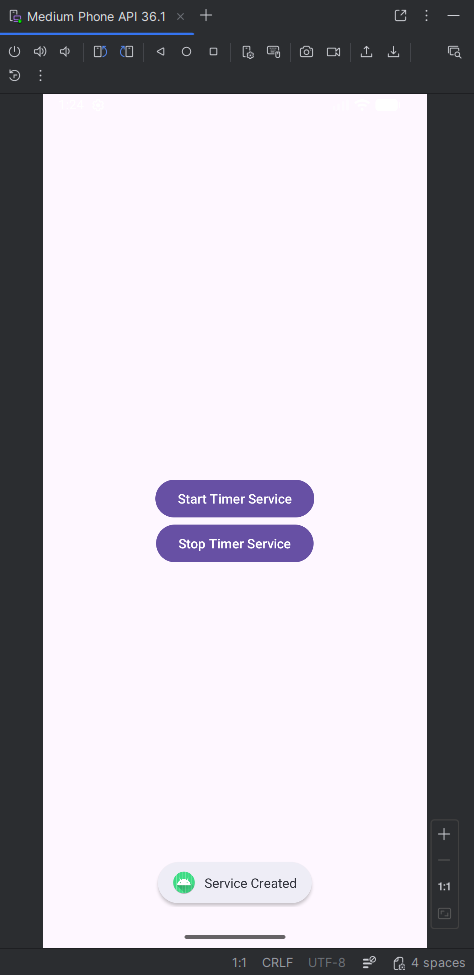 Medium Phone API 36.1
Start Timer Service
Stop Timer Service
Service Created
1:1
1:1 CRLF UTF-8 4 spaces